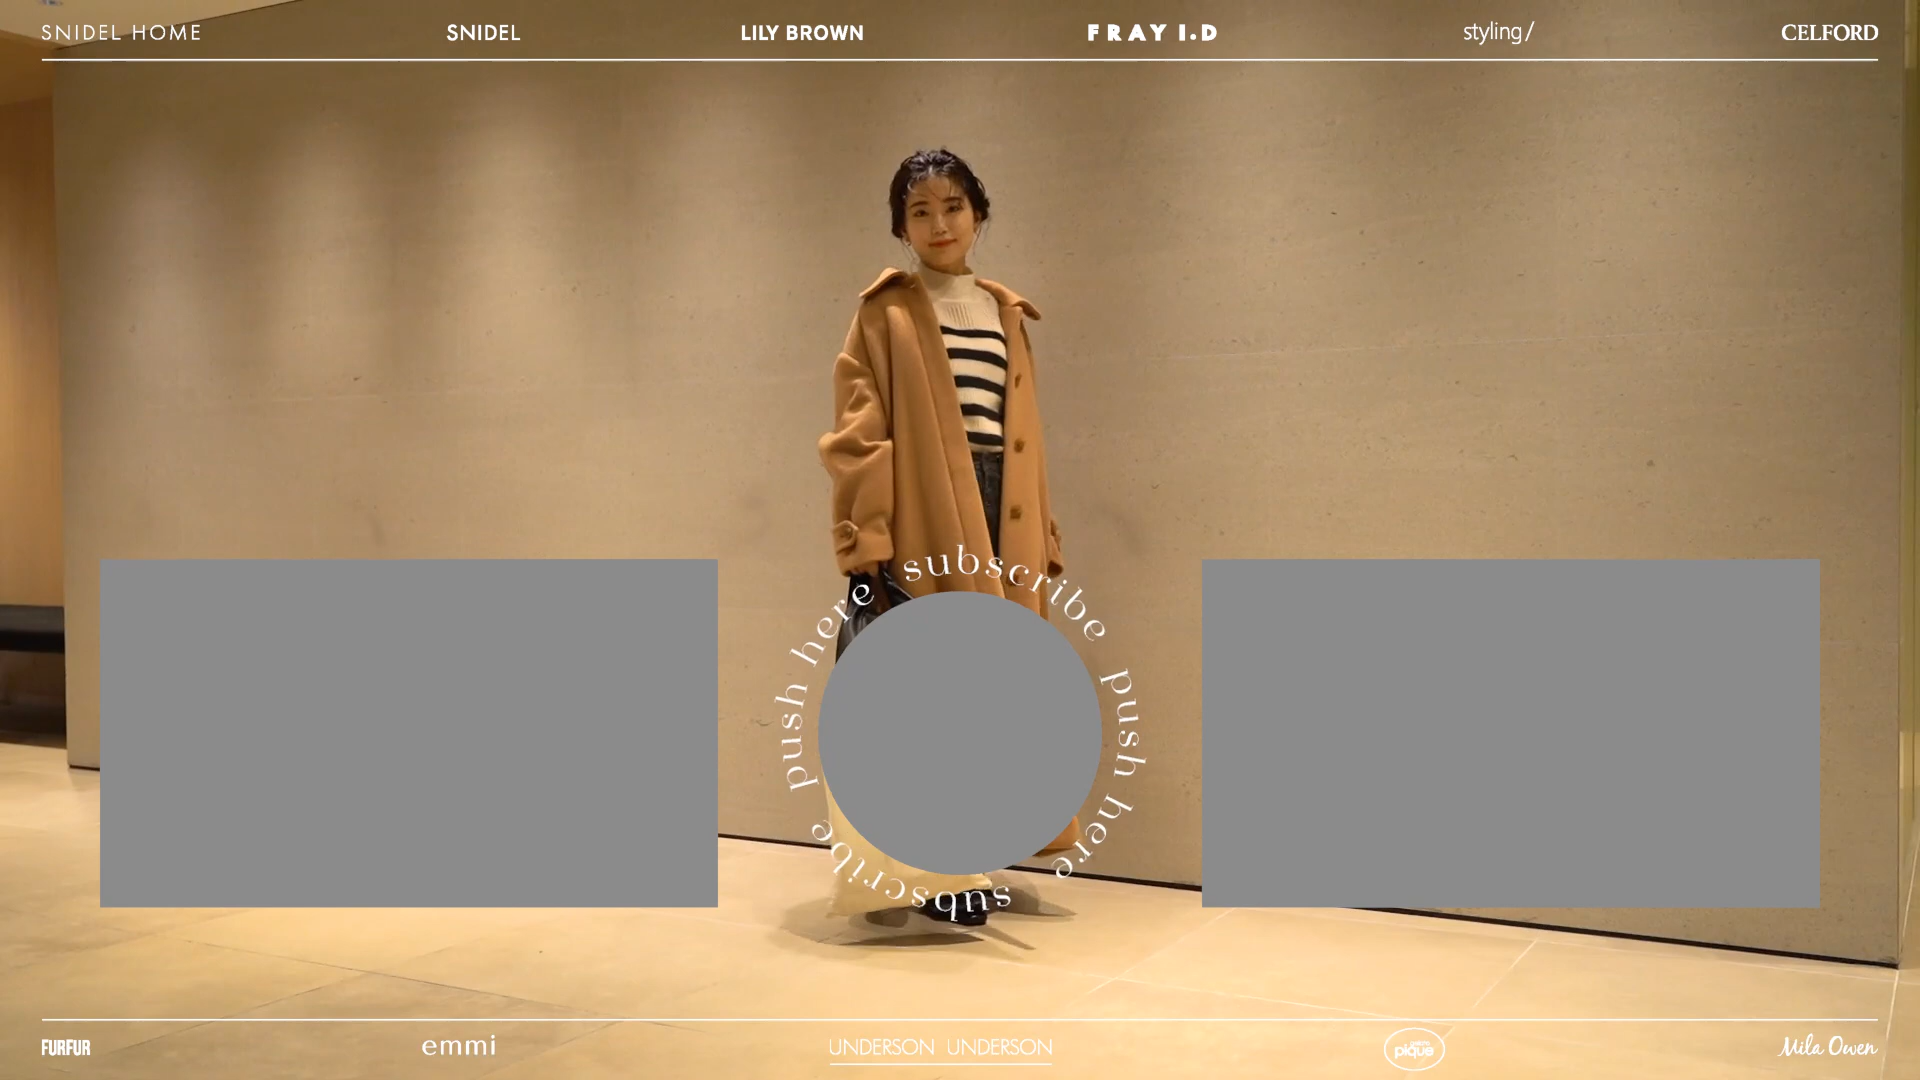 SNIDEL HOME
SNIDEL
LILY BROWN
FRAY I.D
styling/
CELFORD
subscribe push here subscribe push here
FURFUR
emmi
UNDERSON UNDERSON
pique
Mila Owen